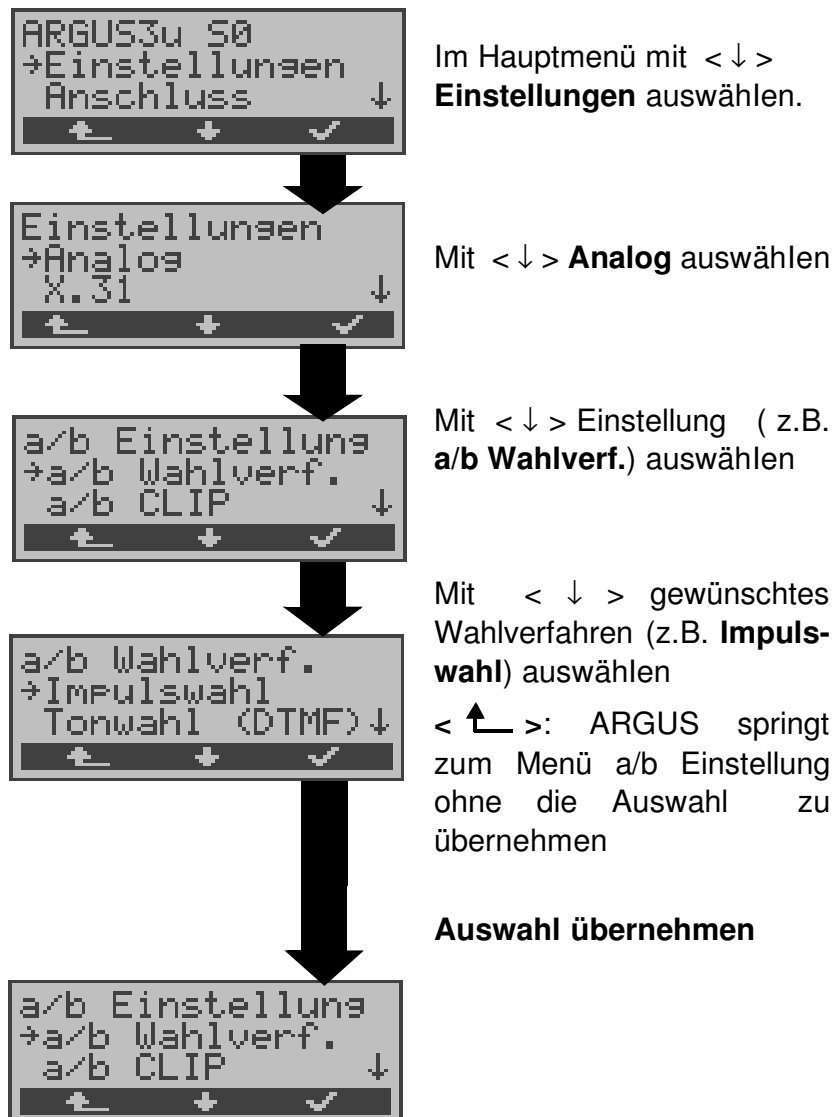 ARGUS3u S0
→Einstellungen
Anschluss ↓
Im Hauptmenü mit < ↓ >
Einstellungen auswählen.
Einstellungen
→Analog
X.31 ↓
Mit < ↓ > Analog auswählen
a/b Einstellung
→a/b Wahlverf.
a/b CLIP ↓
Mit < ↓ > Einstellung ( z.B.
a/b Wahlverf.) auswählen
a/b Wahlverf.
→Impulswahl
Tonwahl (DTMF)↓
Mit < ↓ > gewünschtes
Wahlverfahren (z.B. Impuls-
wahl) auswählen
< >: ARGUS springt
zum Menü a/b Einstellung
ohne die Auswahl zu
übernehmen
Auswahl übernehmen
a/b Einstellung
→a/b Wahlverf.
a/b CLIP ↓